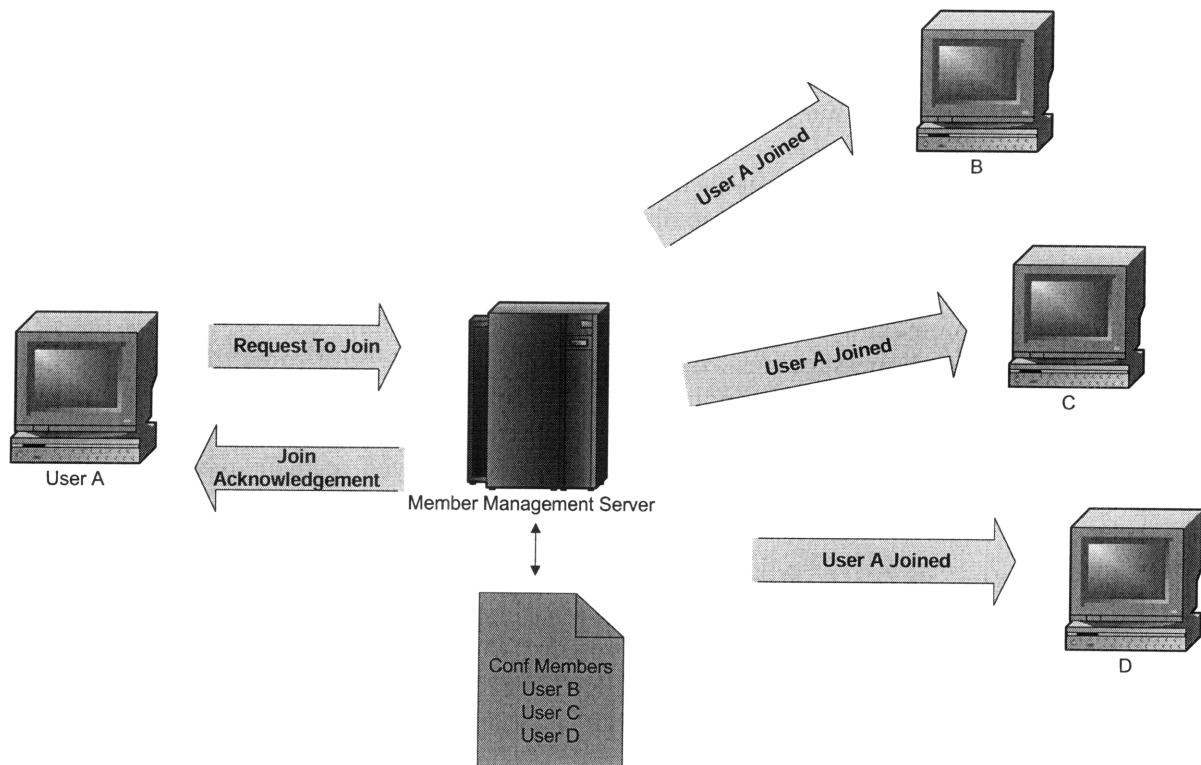 B
User A Joined
C
User A Joined
Request To Join
User A
Join
Acknowledgement
Member Management Server
User A Joined
D
Conf Members
User B
User C
User D